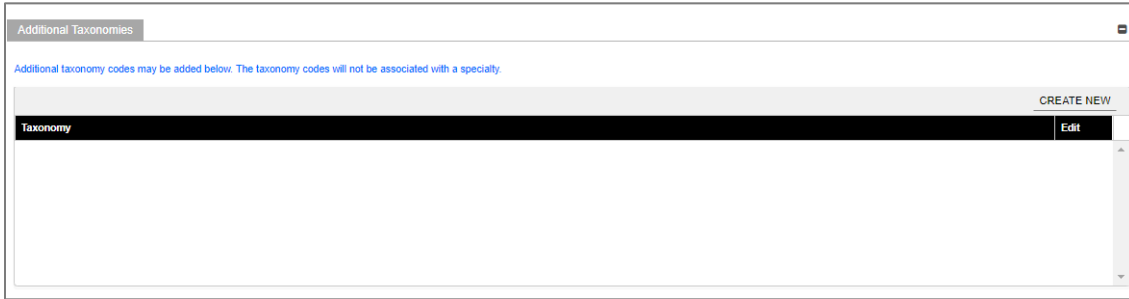 Additional Taxonomies
Additional taxonomy codes may be added below. The taxonomy codes will not be associated with a specialty.
CREATE NEW
Taxonomy Edit